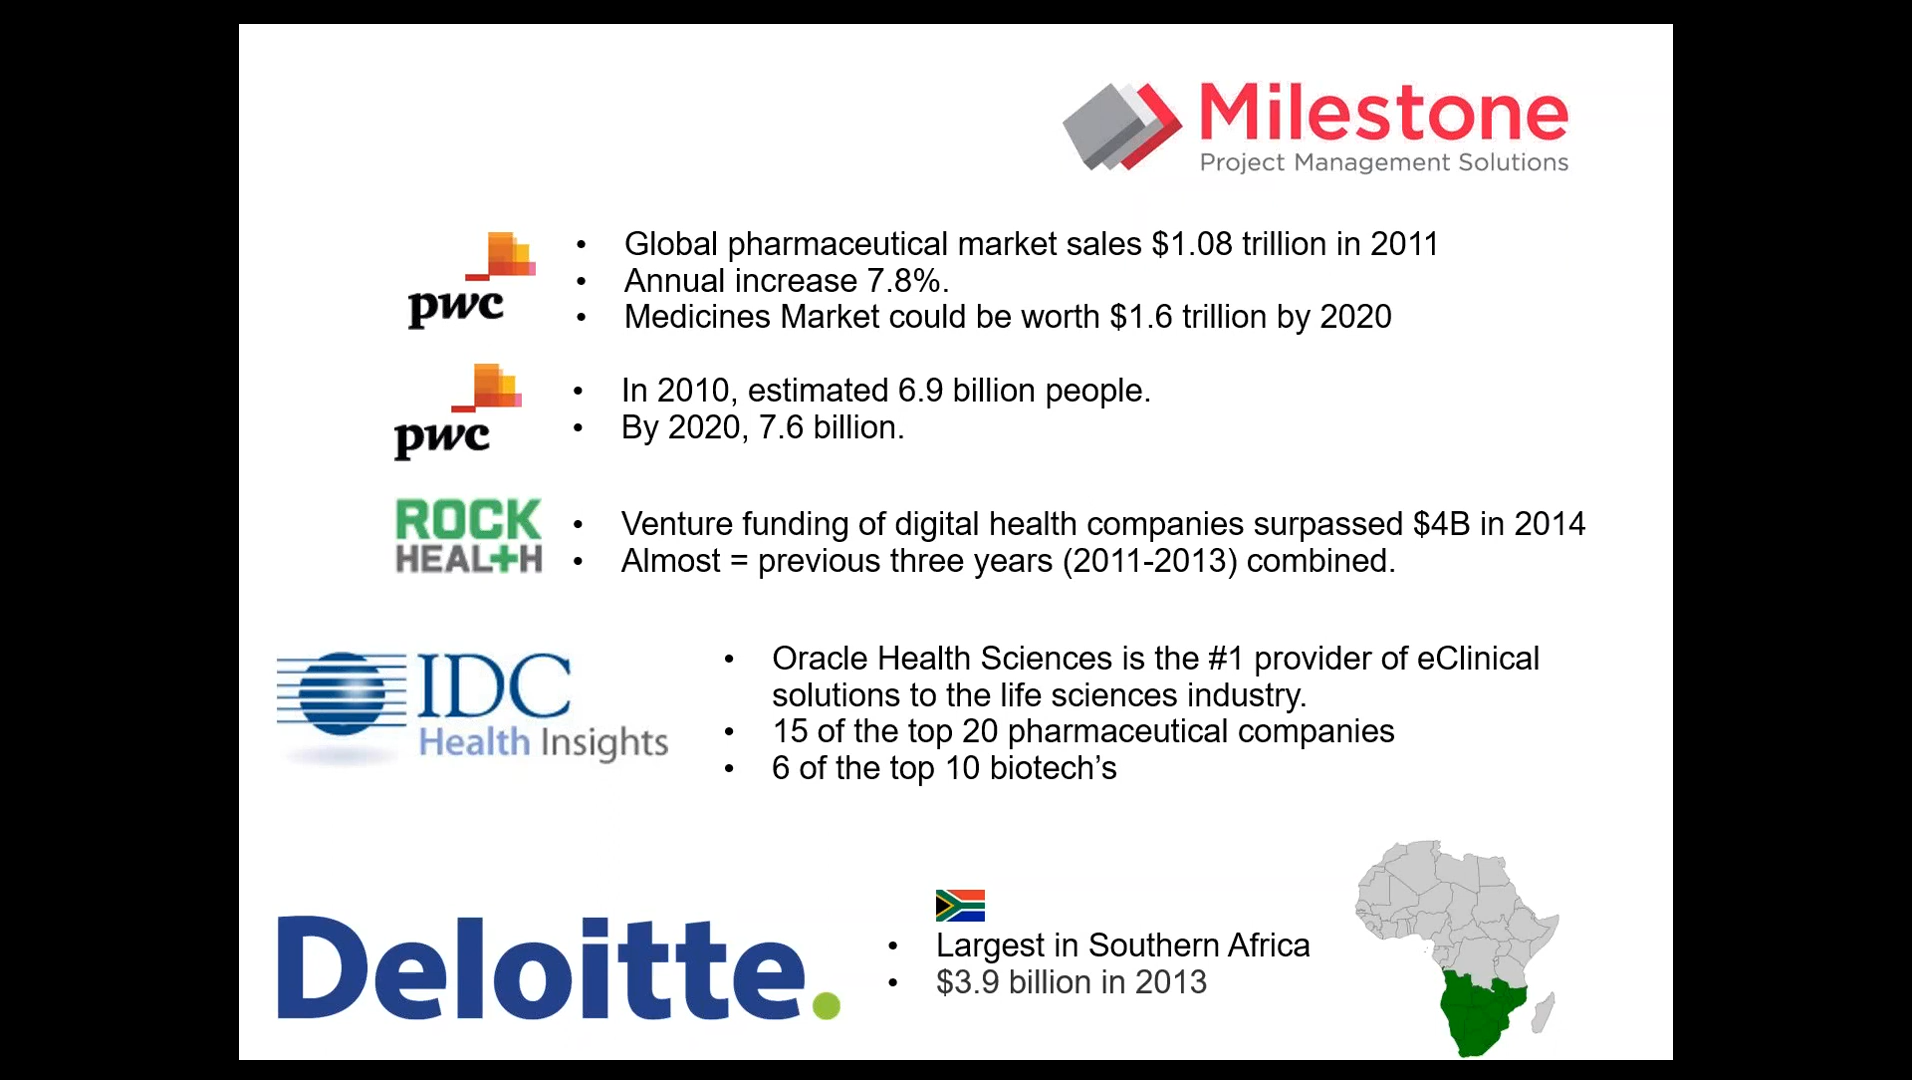 Milestone
Project Management Solutions
pwc
• Global pharmaceutical market sales $1.08 trillion in 2011
• Annual increase 7.8%.
• Medicines Market could be worth $1.6 trillion by 2020
pwc
• In 2010, estimated 6.9 billion people.
• By 2020, 7.6 billion.
ROCK
HEALTH
• Venture funding of digital health companies surpassed $4B in 2014
• Almost = previous three years (2011-2013) combined.
IDC
Health Insights
• Oracle Health Sciences is the #1 provider of eClinical
solutions to the life sciences industry.
• 15 of the top 20 pharmaceutical companies
• 6 of the top 10 biotech’s
Deloitte.
• Largest in Southern Africa
• $3.9 billion in 2013